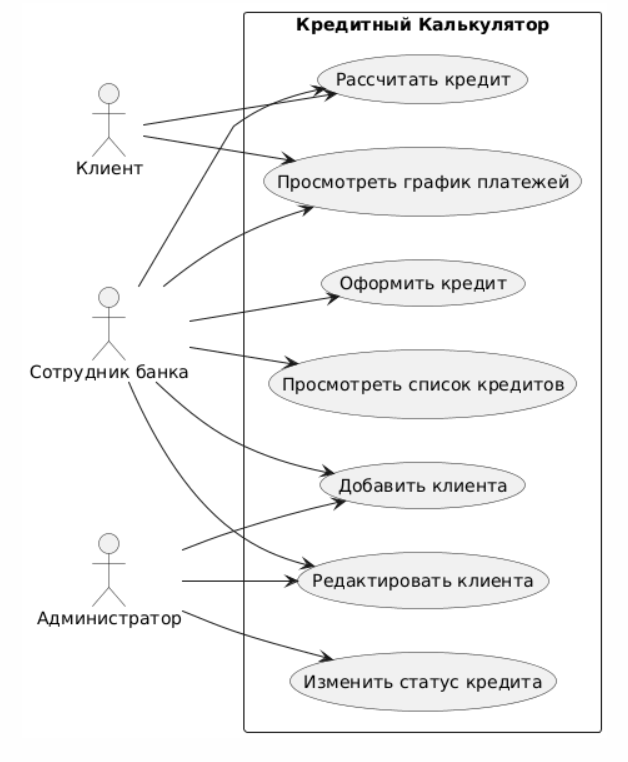 Кредитный Калькулятор
Рассчитать кредит
Клиент
Просмотреть график платежей
Оформить кредит
Сотрудник банка
Просмотреть список кредитов
Добавить клиента
Редактировать клиента
Администратор
Изменить статус кредита